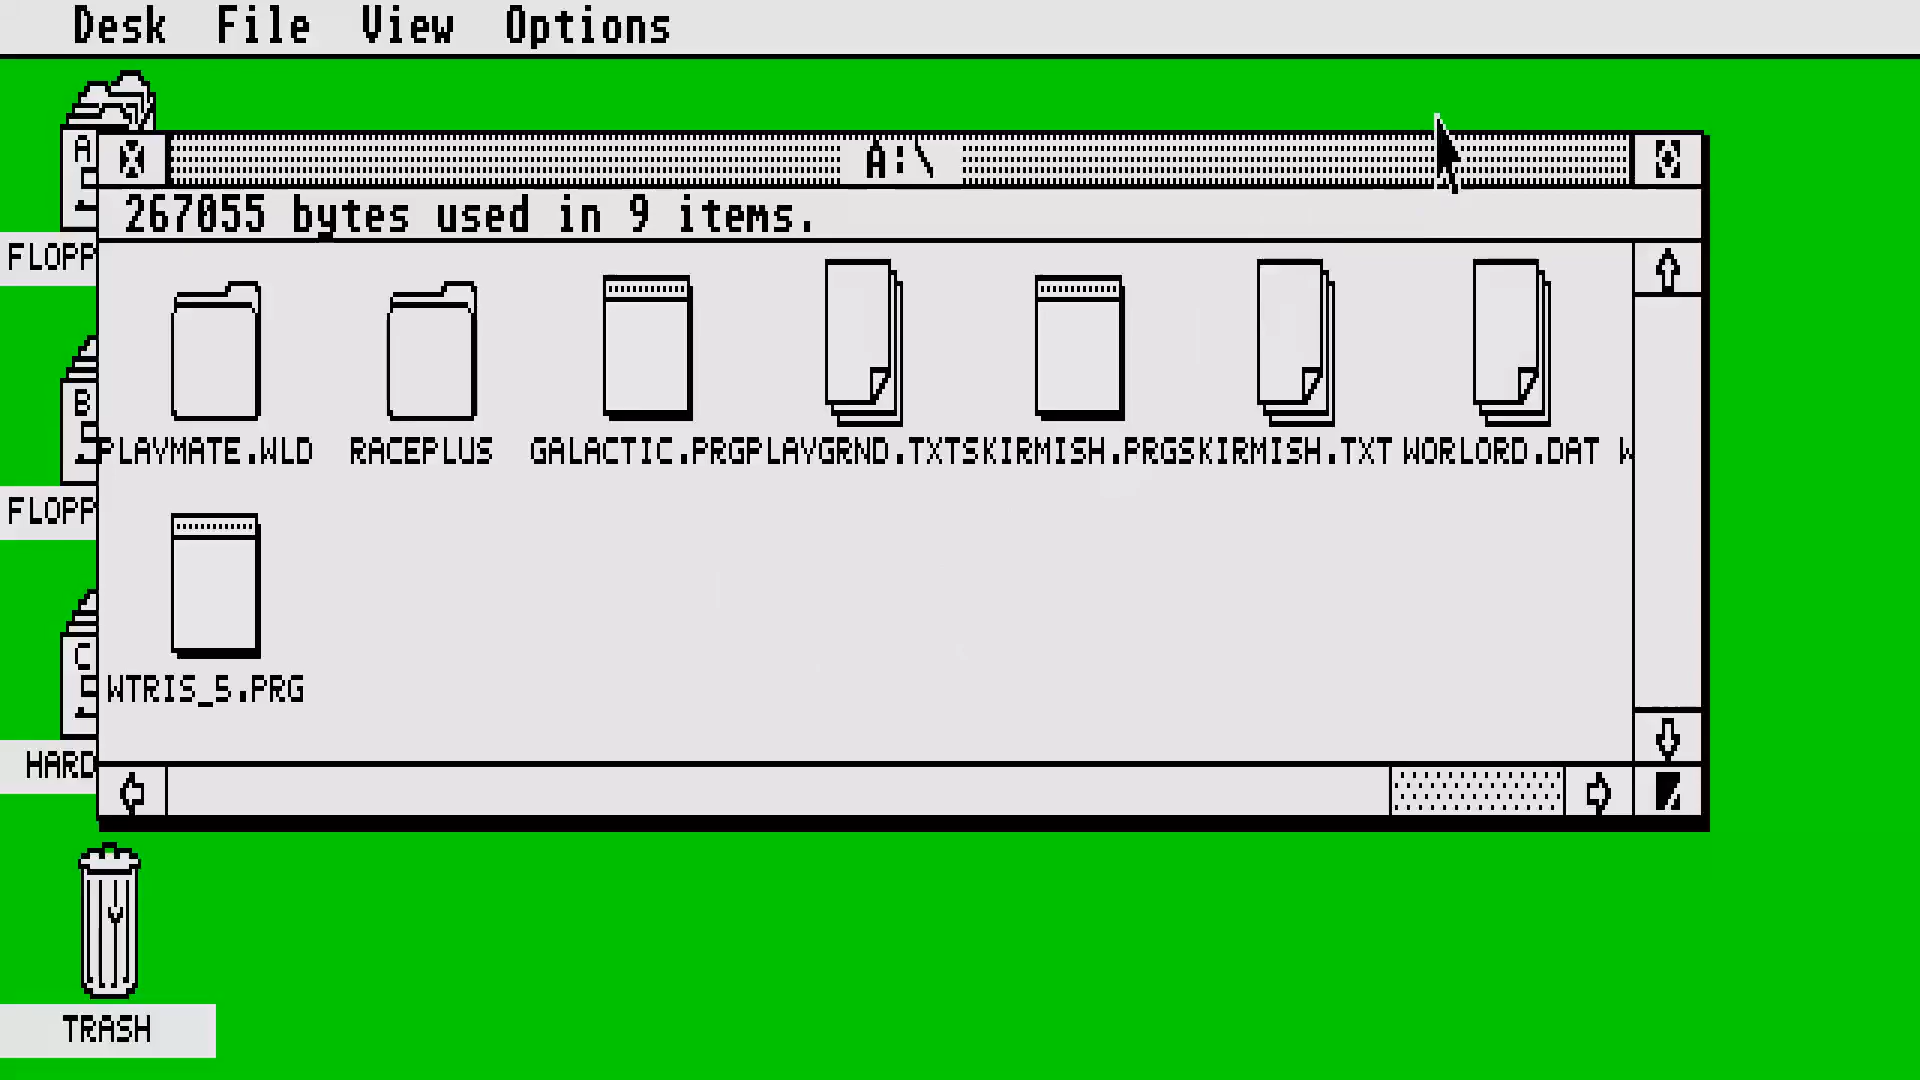 Desk File View Options
A
A:\
267055 bytes used in 9 items.
FLOPP
PLAYMATE.WLD RACEPLUS GALACTIC.PRG PLAYGRND.TXT SKIRMISH.PRG SKIRMISH.TXT WORLORD.DAT W
B
FLOPP
WTRIS_5.PRG
C
HARD
TRASH